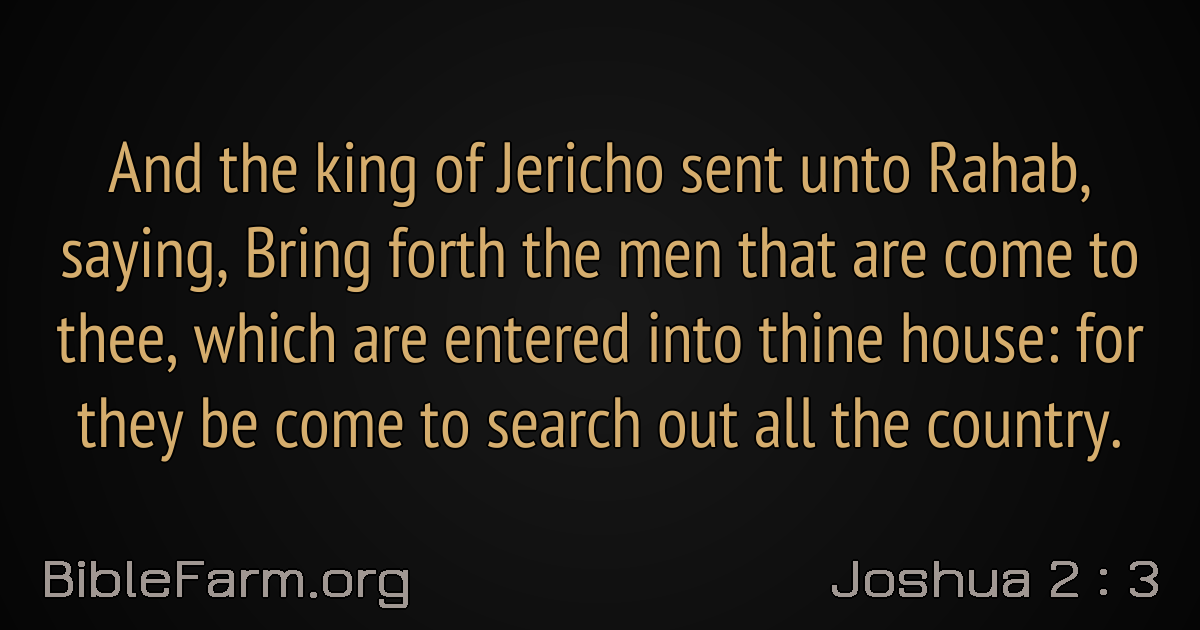 And the king of Jericho sent unto Rahab,
saying, Bring forth the men that are come to
thee, which are entered into thine house: for
they be come to search out all the country.
BibleFarm.org
Joshua 2 : 3